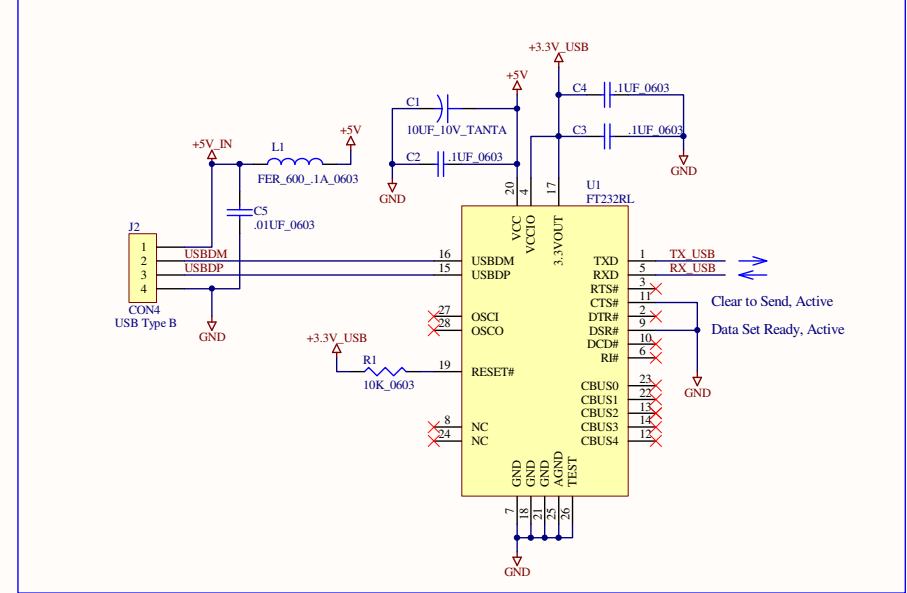 +3.3V_USB
+5V
C4
.1UF_0603
C1
10UF_10V_TANTA
C3
.1UF_0603
C2
.1UF_0603
GND
GND
+5V_IN
L1
+5V
FER_600_.1A_0603
C5
.01UF_0603
J2
1
2
3
4
USBDM
USBDP
CON4
USB Type B
GND
U1
FT232RL
20
4
17
VCC
VCCIO
3.3VOUT
16
USBDM
15
USBDP
27
OSCI
28
OSCO
+3.3V_USB
R1
10K_0603
19
RESET#
8
NC
24
NC
TXD
1
TX_USB
RXD
5
RX_USB
RTS#
3
CTS#
11
Clear to Send, Active
DTR#
2
DSR#
9
Data Set Ready, Active
DCD#
10
RI#
6
GND
CBUS0
23
CBUS1
22
CBUS2
13
CBUS3
14
CBUS4
12
GND
GND
GND
AGND
TEST
7
18
21
25
26
GND